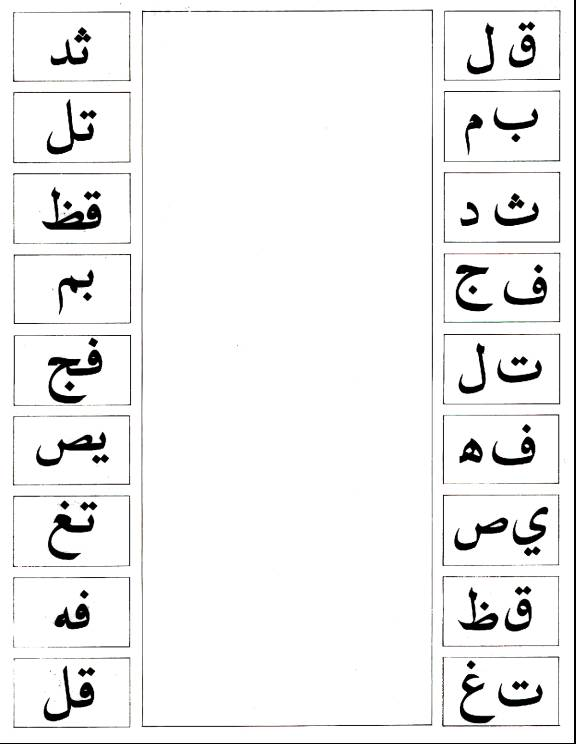 ق ل
ب م
ث د
ف ج
ت ل
ف ه
ي ص
ق ظ
ت غ
ثد
تل
قظ
بم
فج
يص
تغ
فه
قل